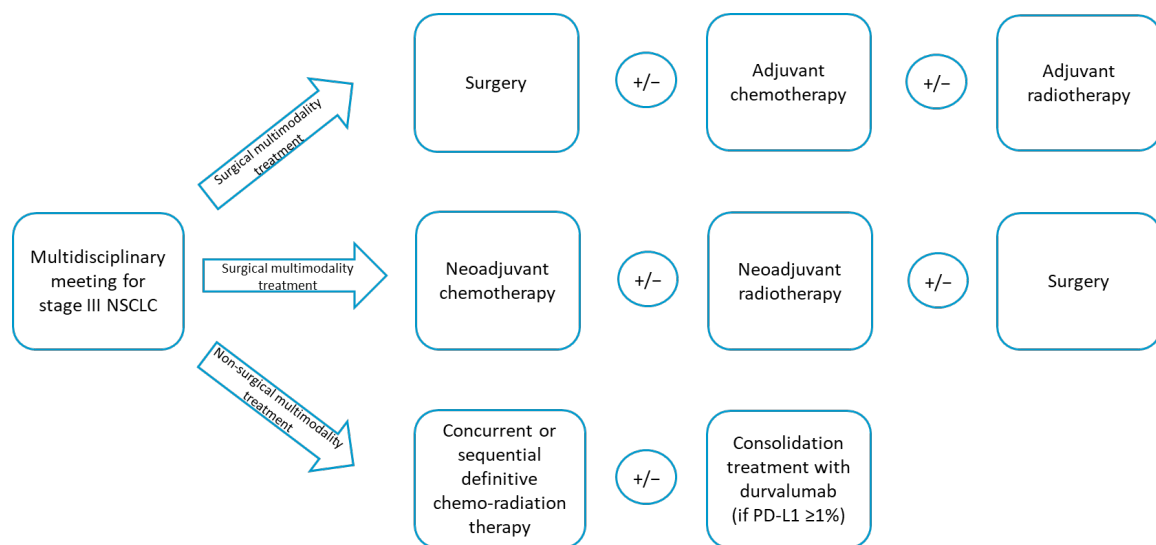 Multidisciplinary
meeting for
stage III NSCLC
Surgical multimodality
treatment
Surgery
+/−
Adjuvant
chemotherapy
+/−
Adjuvant
radiotherapy
Surgical multimodality
treatment
Neoadjuvant
chemotherapy
+/−
Neoadjuvant
radiotherapy
+/−
Surgery
Non-surgical multimodality
treatment
Concurrent or
sequential
definitive
chemo-radiation
therapy
+/−
Consolidation
treatment with
durvalumab
(if PD-L1 ≥1%)